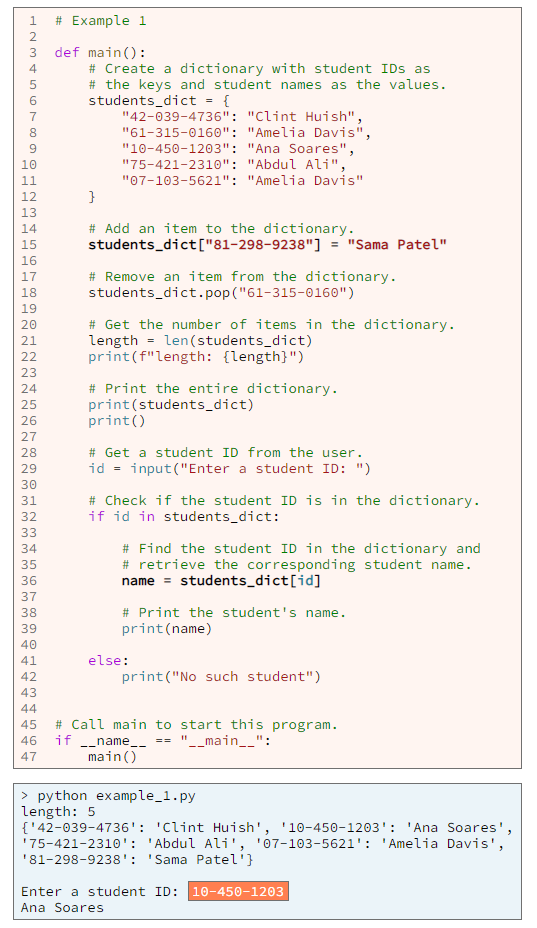 1 # Example 1
2
3 def main():
4     # Create a dictionary with student IDs as
5     # the keys and student names as the values.
6     students_dict = {
7         "42-039-4736": "Clint Huish",
8         "61-315-0160": "Amelia Davis",
9         "10-450-1203": "Ana Soares",
10         "75-421-2310": "Abdul Ali",
11         "07-103-5621": "Amelia Davis"
12     }
13
14     # Add an item to the dictionary.
15     students_dict["81-298-9238"] = "Sama Patel"
16
17     # Remove an item from the dictionary.
18     students_dict.pop("61-315-0160")
19
20     # Get the number of items in the dictionary.
21     length = len(students_dict)
22     print(f"length: {length}")
23
24     # Print the entire dictionary.
25     print(students_dict)
26     print()
27
28     # Get a student ID from the user.
29     id = input("Enter a student ID: ")
30
31     # Check if the student ID is in the dictionary.
32     if id in students_dict:
33
34         # Find the student ID in the dictionary and
35         # retrieve the corresponding student name.
36         name = students_dict[id]
37
38         # Print the student's name.
39         print(name)
40
41     else:
42         print("No such student")
43
44
45 # Call main to start this program.
46 if __name__ == "__main__":
47     main()
> python example_1.py
length: 5
{'42-039-4736': 'Clint Huish', '10-450-1203': 'Ana Soares',
'75-421-2310': 'Abdul Ali', '07-103-5621': 'Amelia Davis',
'81-298-9238': 'Sama Patel'}
Enter a student ID: 10-450-1203
Ana Soares